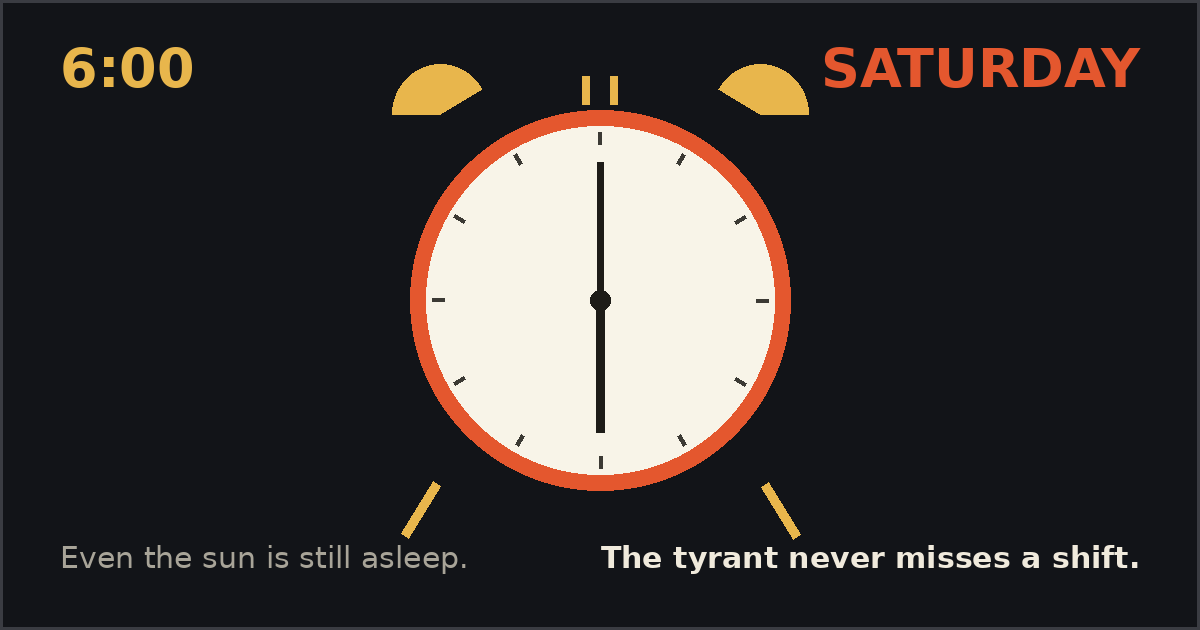 6:00
SATURDAY
Even the sun is still asleep.
The tyrant never misses a shift.